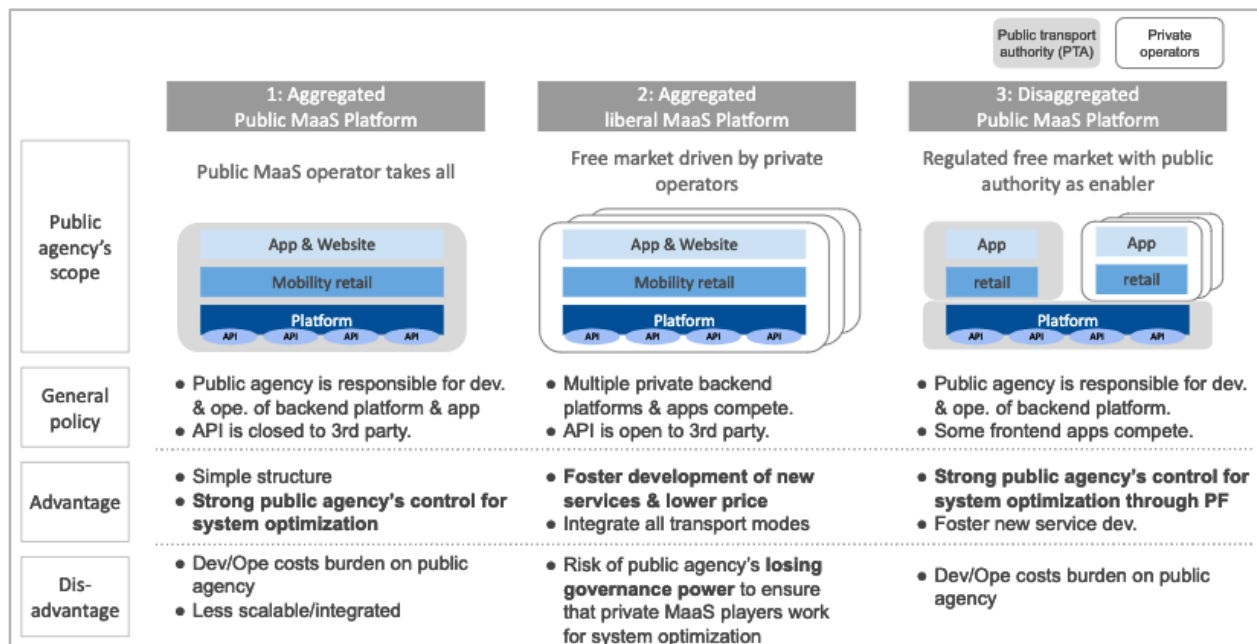 Public transport
authority (PTA)
Private
operators
1: Aggregated
Public MaaS Platform
2: Aggregated
liberal MaaS Platform
3: Disaggregated
Public MaaS Platform
Public
agency's
scope
Public MaaS operator takes all
App & Website
Mobility retail
Platform
API
API
API
API
Free market driven by private
operators
App & Website
Mobility retail
Platform
API
API
API
API
Regulated free market with public
authority as enabler
App
retail
App
retail
Platform
API
API
API
API
General
policy
● Public agency is responsible for dev.
& ope. of backend platform & app
● API is closed to 3rd party.
● Multiple private backend
platforms & apps compete.
● API is open to 3rd party.
● Public agency is responsible for dev.
& ope. of backend platform.
● Some frontend apps compete.
Advantage
● Simple structure
● Strong public agency's control for
system optimization
● Foster development of new
services & lower price
● Integrate all transport modes
● Strong public agency's control for
system optimization through PF
● Foster new service dev.
Dis-
advantage
● Dev/Ope costs burden on public
agency
● Less scalable/integrated
● Risk of public agency's losing
governance power to ensure
that private MaaS players work
for system optimization
● Dev/Ope costs burden on public
agency